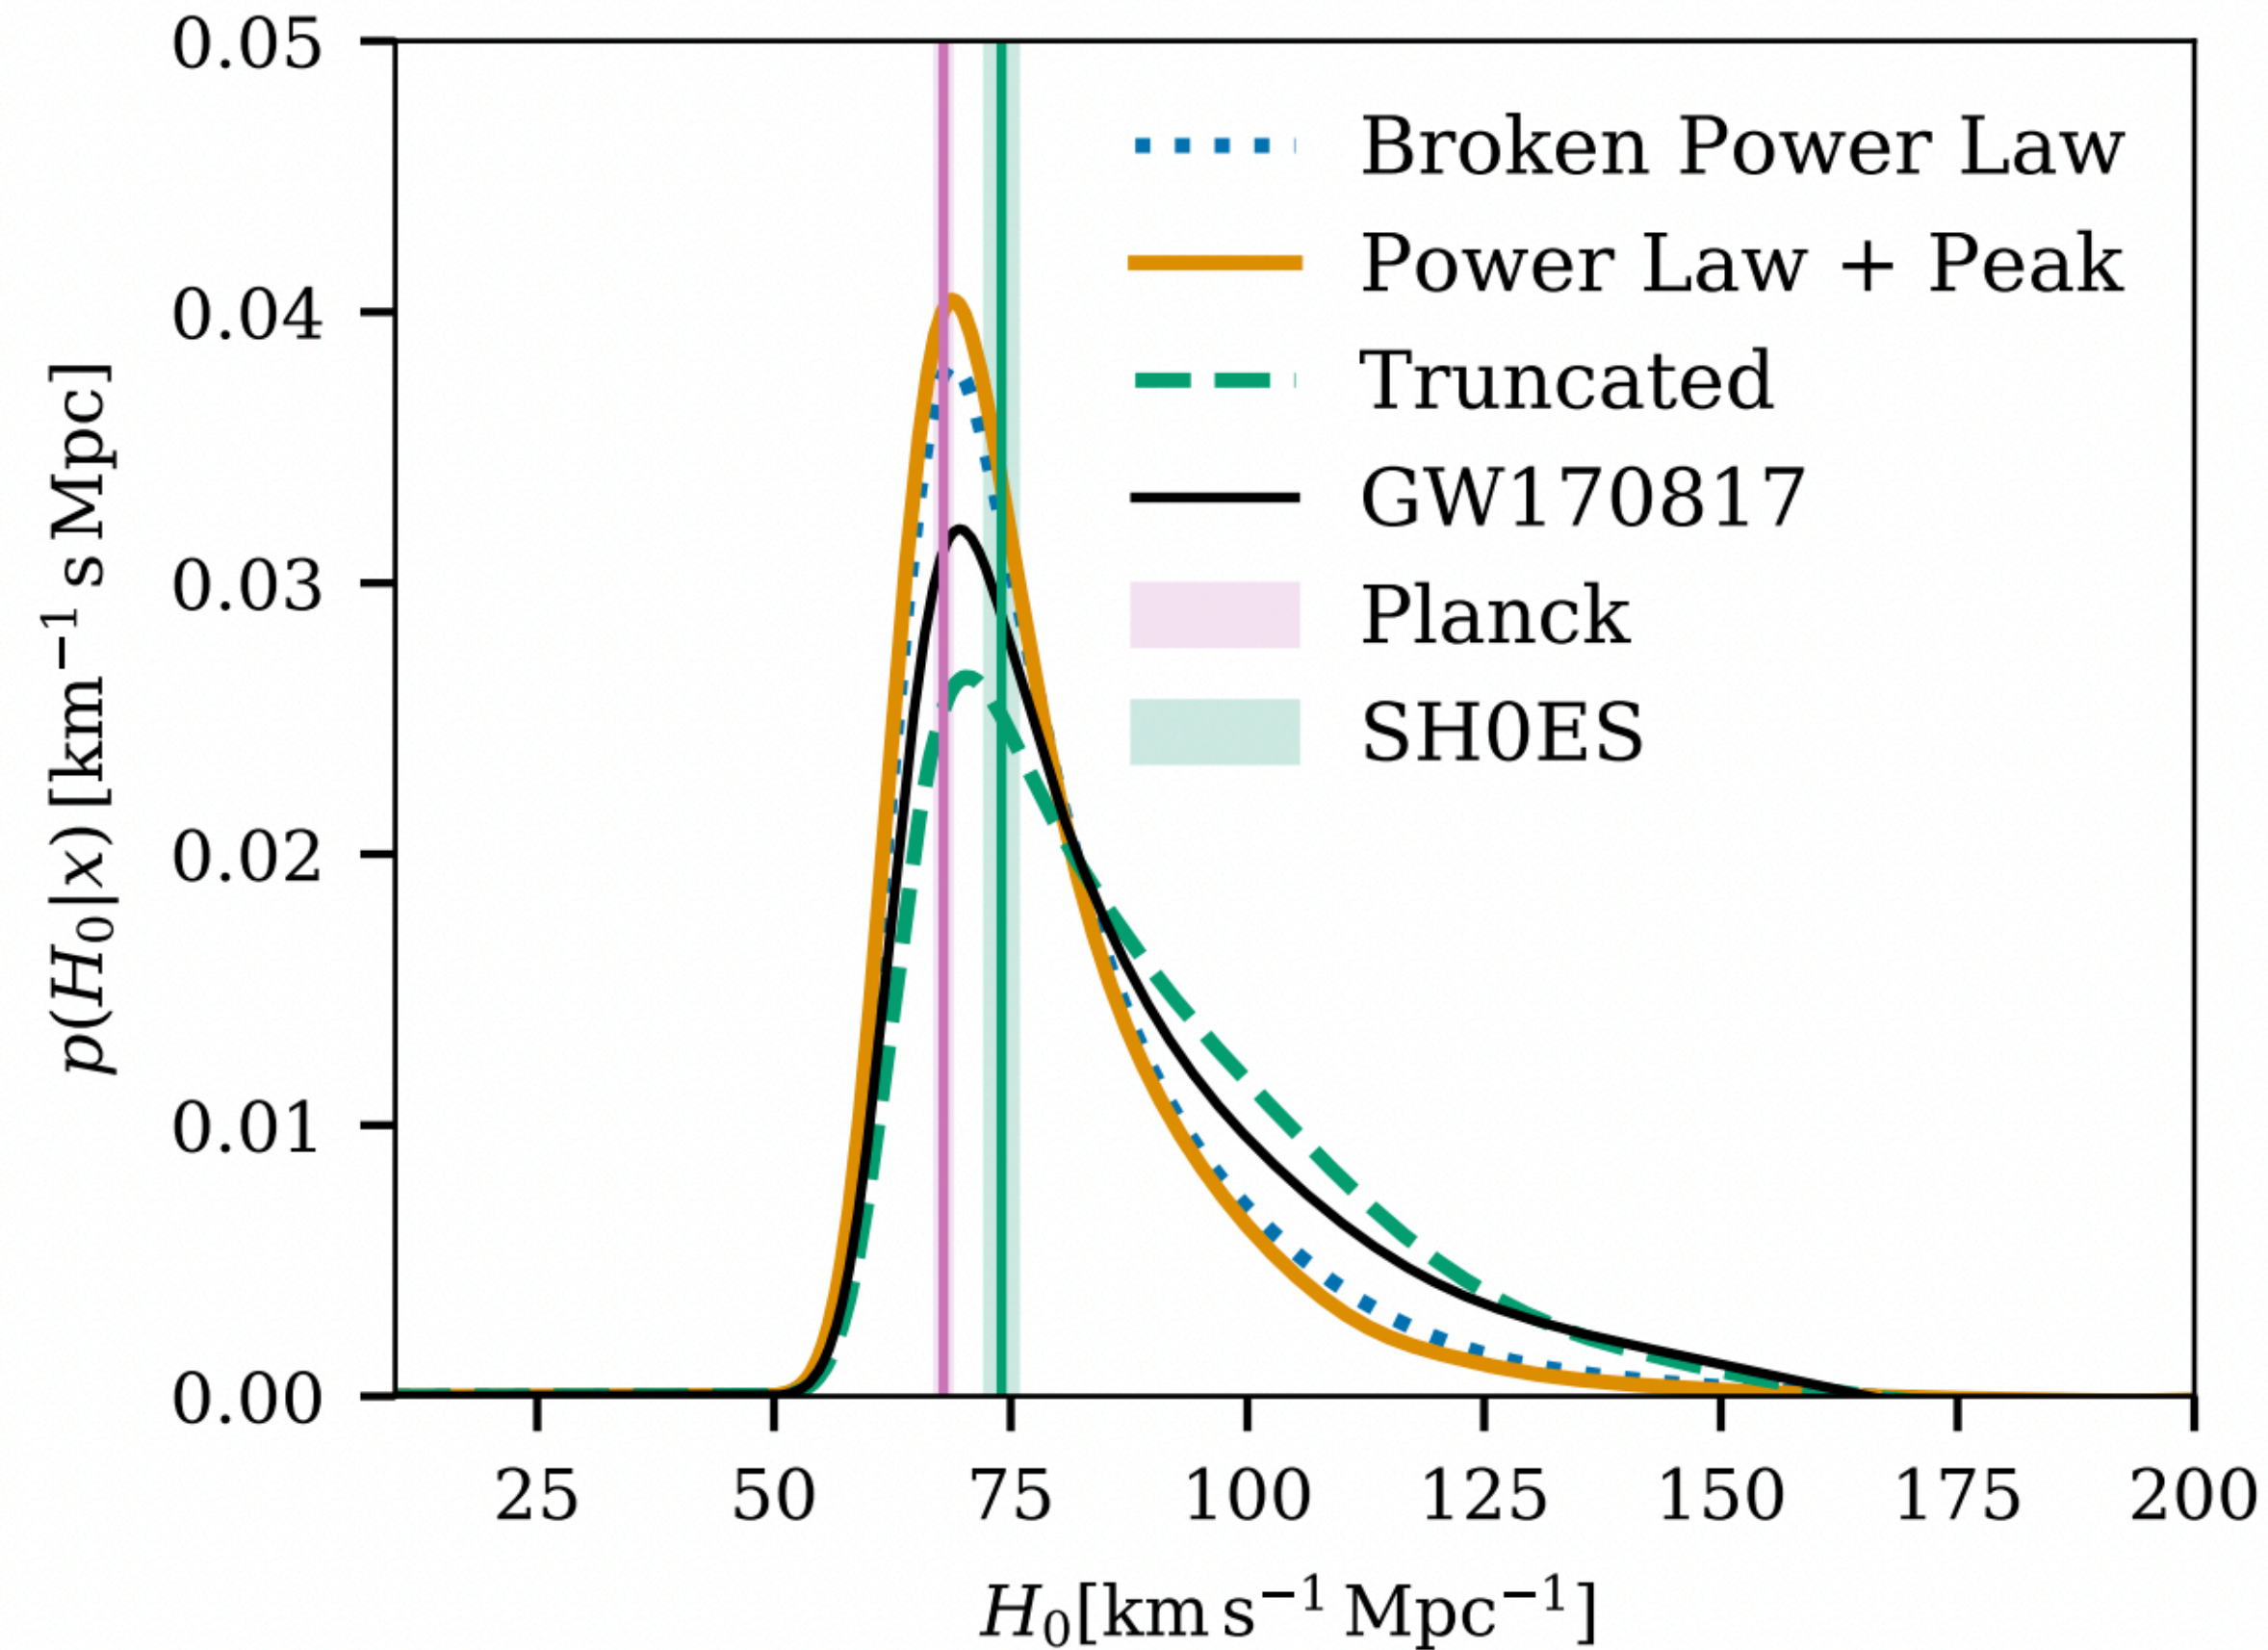 0.05
0.04
0.03
0.02
0.01
0.00
p(H₀|x) [km⁻¹ s Mpc]
Broken Power Law
Power Law + Peak
Truncated
GW170817
Planck
SH0ES
25 50 75 100 125 150 175 200
H₀[km s⁻¹ Mpc⁻¹]